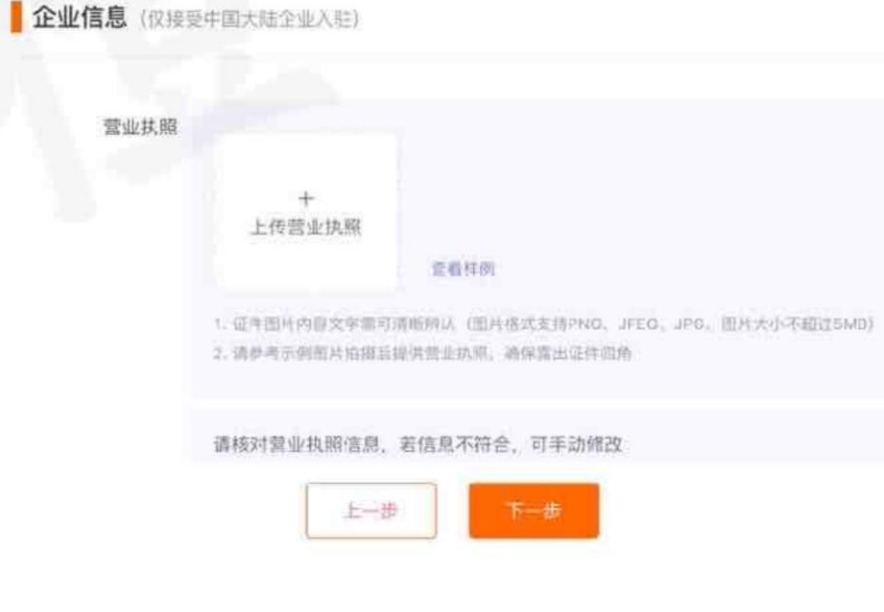 企业信息（仅接受中国大陆企业入驻）
营业执照
+
上传营业执照
查看样例
1. 证件图片内容文字需可清晰辨认（图片格式支持PNG、JPEG、JPG，图片大小不超过5MB）
2. 请参考示例图片拍摄后提供营业执照，确保露出证件四角
请核对营业执照信息，若信息不符合，可手动修改
上一步
下一步